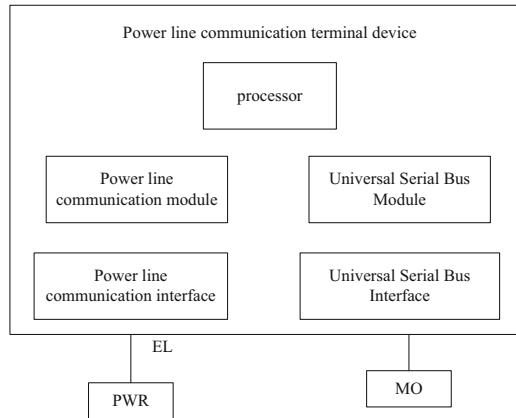 Power line communication terminal device
processor
Power line
communication module
Universal Serial Bus
Module
Power line
communication interface
Universal Serial Bus
Interface
EL
PWR
MO